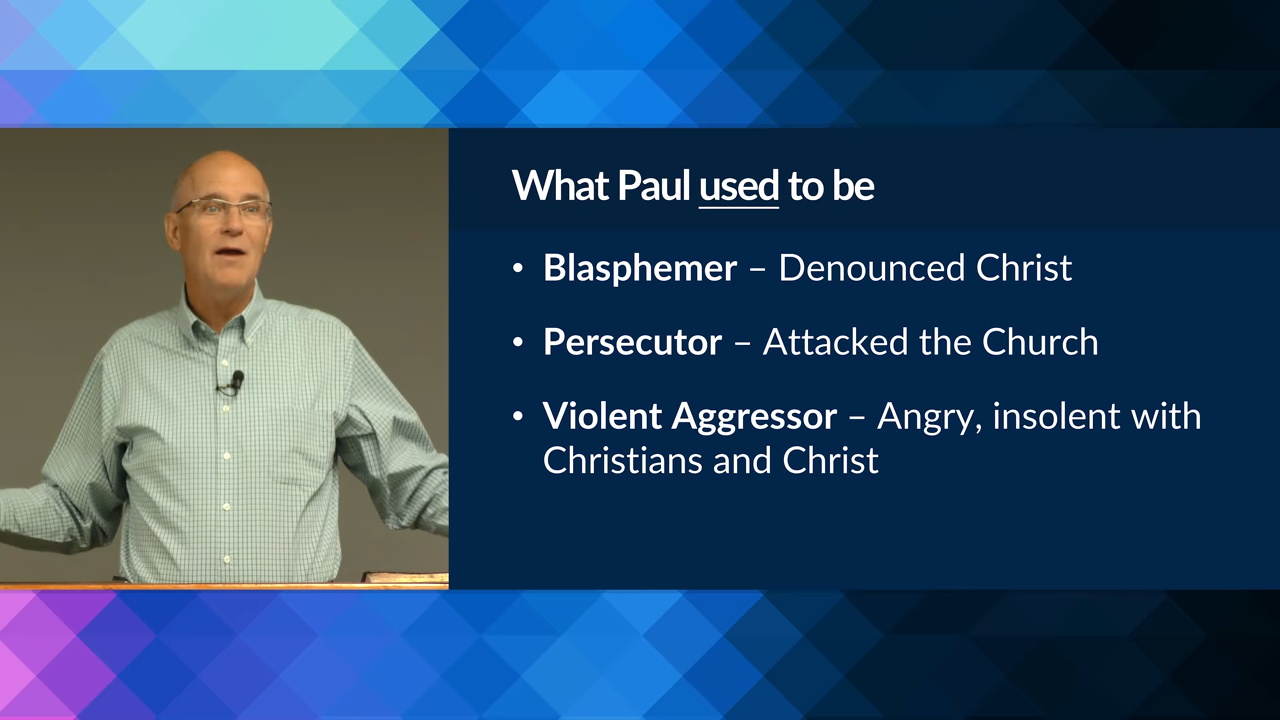 What Paul used to be
• Blasphemer – Denounced Christ
• Persecutor – Attacked the Church
• Violent Aggressor – Angry, insolent with
Christians and Christ